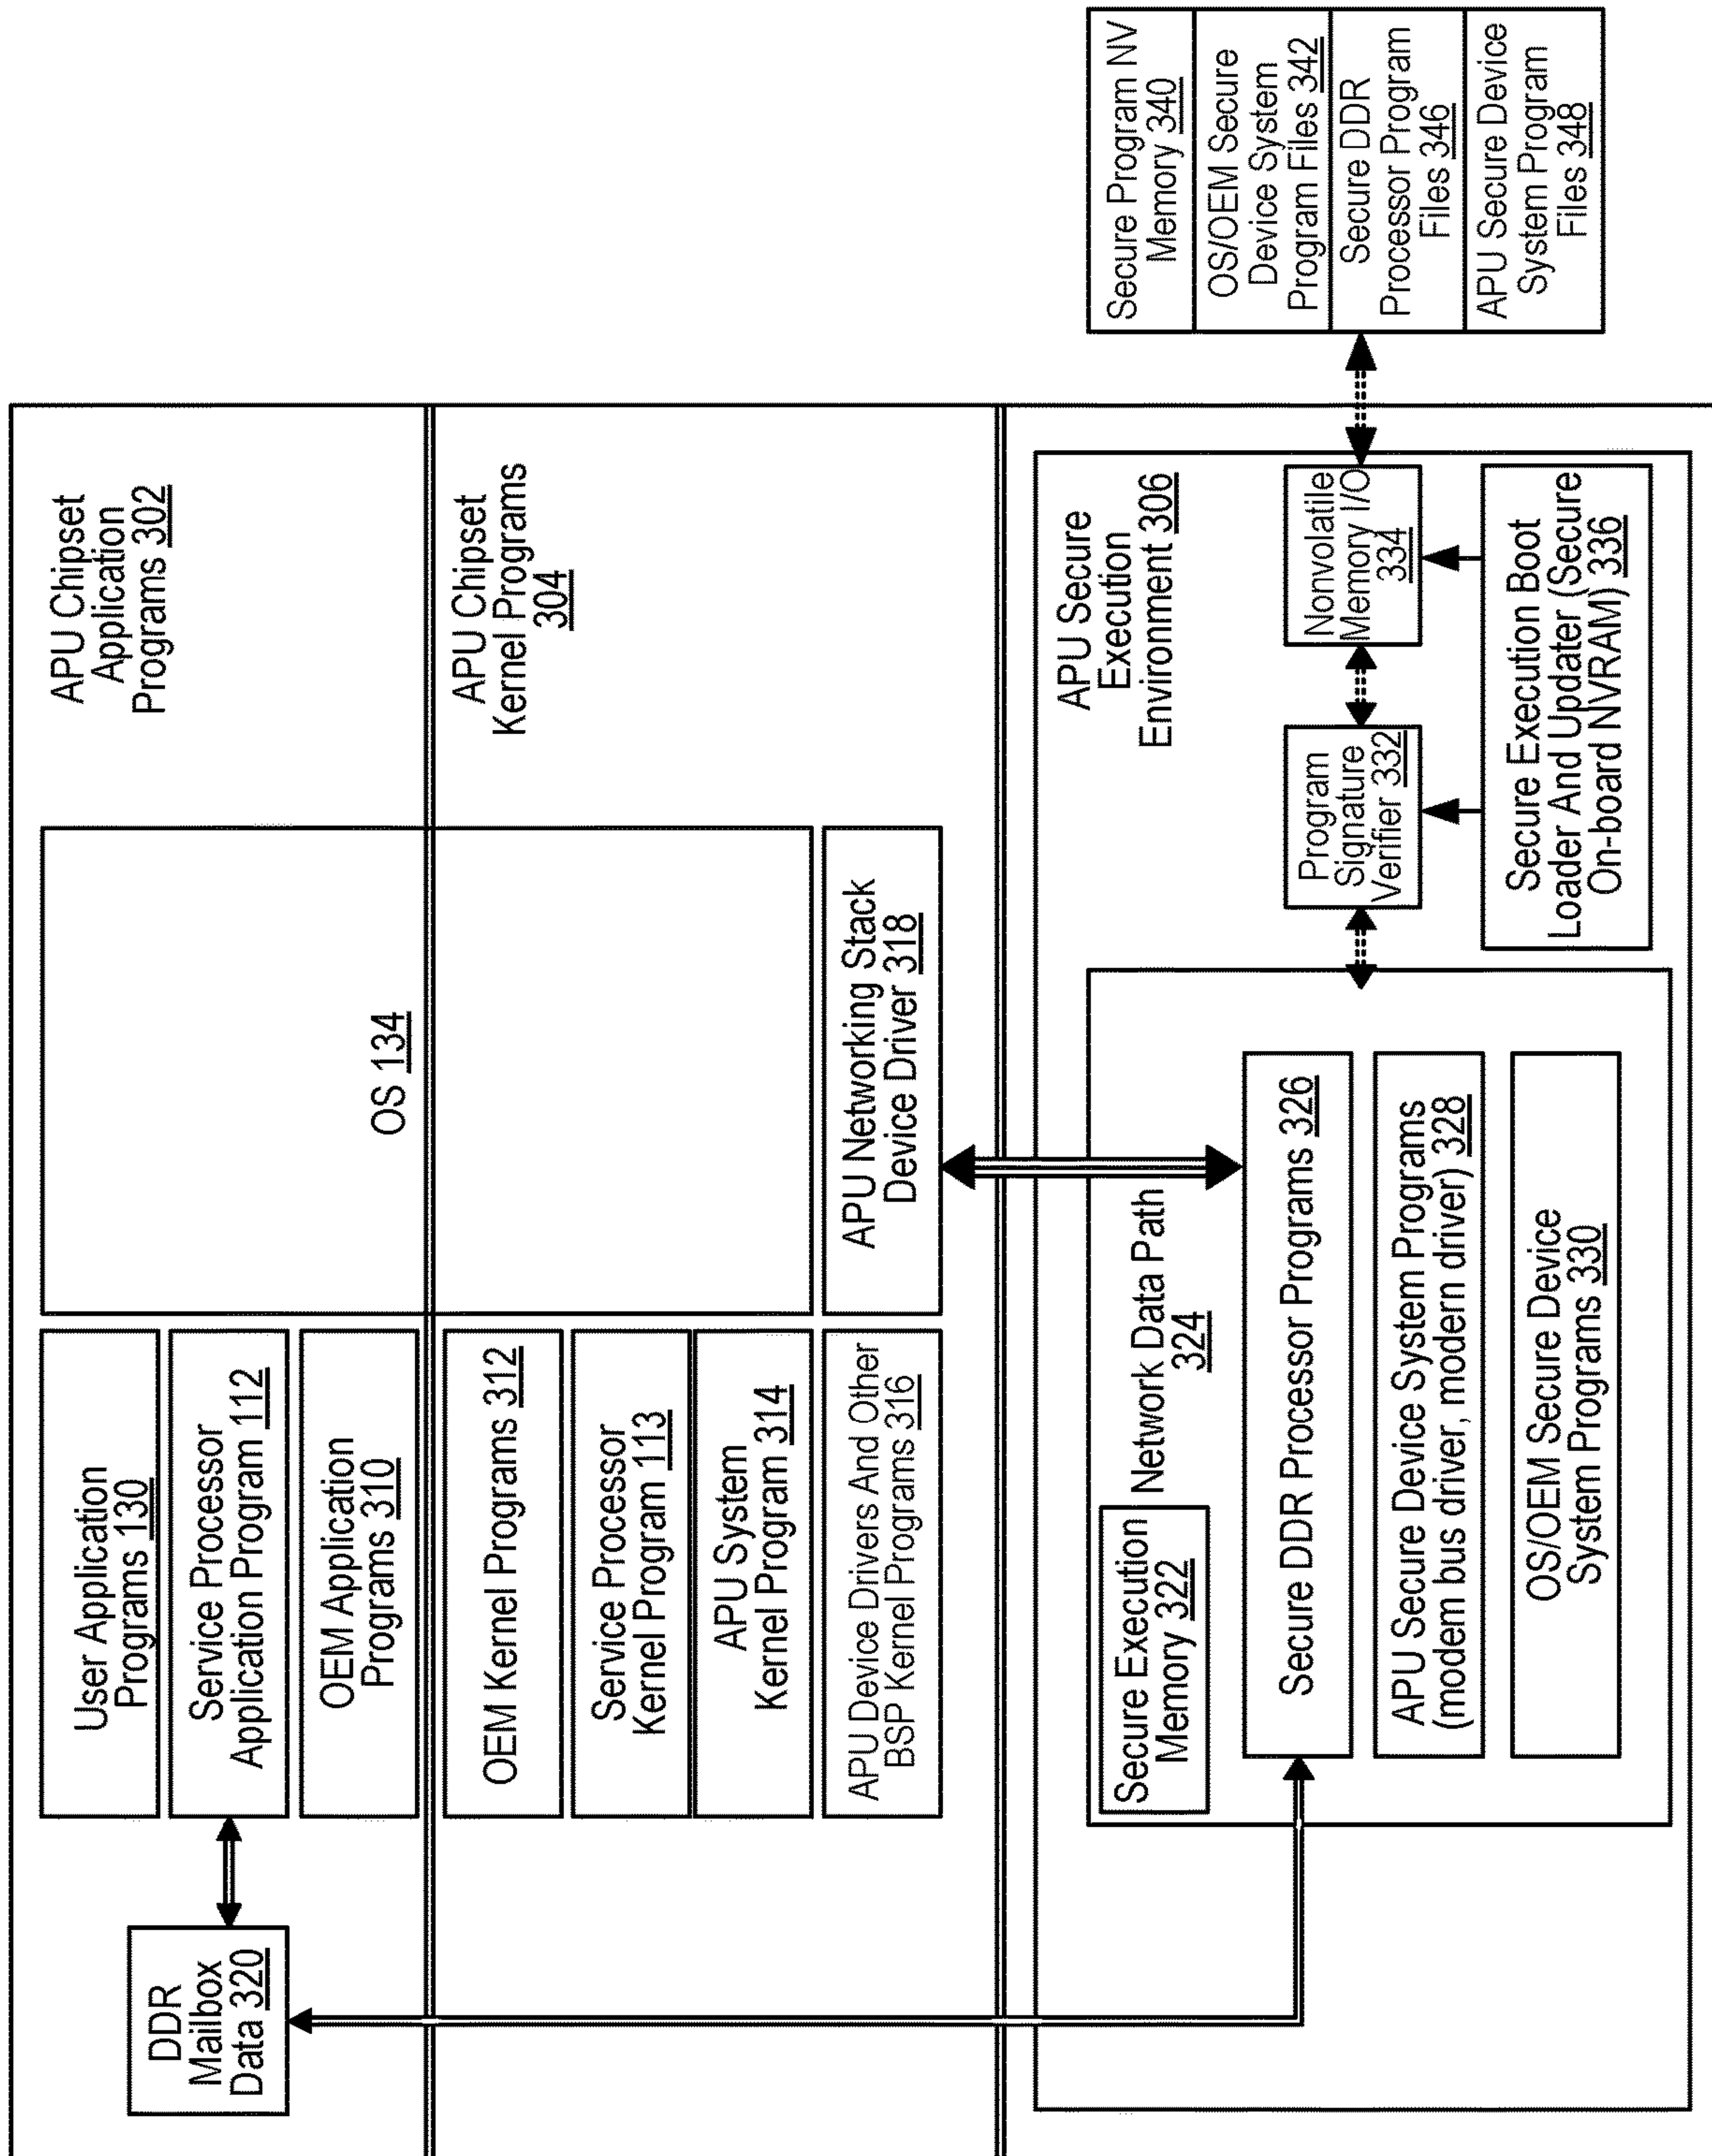 User Application
Programs 130
Service Processor
Application Program 112
OEM Application
Programs 310
DDR
Mailbox
Data 320
OS 134
APU Chipset
Application
Programs 302
OEM Kernel Programs 312
Service Processor
Kernel Program 113
APU System
Kernel Program 314
APU Device Drivers And Other
BSP Kernel Programs 316
APU Networking Stack
Device Driver 318
APU Chipset
Kernel Programs
304
Secure Execution
Memory 322
Network Data Path
324
Secure DDR Processor Programs 326
APU Secure Device System Programs
(modem bus driver, modern driver) 328
OS/OEM Secure Device
System Programs 330
APU Secure
Execution
Environment 306
Program
Signature
Verifier 332
Nonvolatile
Memory I/O
334
Secure Execution Boot
Loader And Updater (Secure
On-board NVRAM) 336
Secure Program NV
Memory 340
OS/OEM Secure
Device System
Program Files 342
Secure DDR
Processor Program
Files 346
APU Secure Device
System Program
Files 348